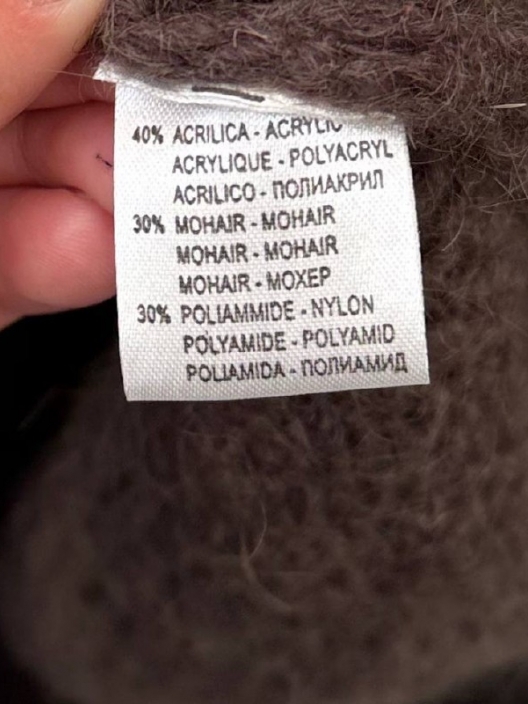 40% ACRILICA - ACRYLIC
ACRYLIQUE - POLYACRYL
ACRILICO - ПОЛИАКРИЛ
30% MOHAIR - MOHAIR
MOHAIR - MOHAIR
MOHAIR - МОХЕР
30% POLIAMMIDE - NYLON
POLYAMIDE - POLYAMID
POLIAMIDA - ПОЛИАМИД